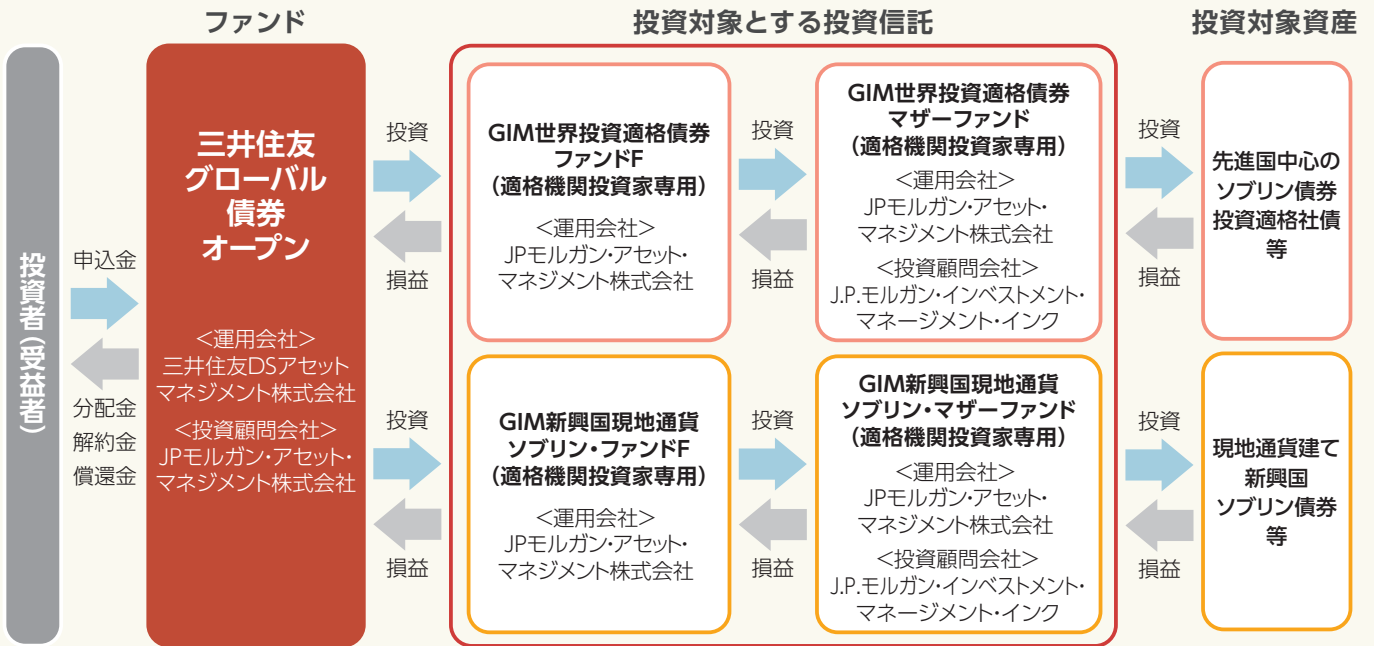 ファンド
投資対象とする投資信託
投資対象資産
投資者(受益者)
申込金
分配金
解約金
償還金
三井住友
グローバル
債券
オープン
<運用会社>
三井住友DSアセット
マネジメント株式会社
<投資顧問会社>
JPモルガン・アセット・
マネジメント株式会社
投資
損益
GIM世界投資適格債券
ファンドF
(適格機関投資家専用)
<運用会社>
JPモルガン・アセット・
マネジメント株式会社
投資
損益
GIM世界投資適格債券
マザーファンド
(適格機関投資家専用)
<運用会社>
JPモルガン・アセット・
マネジメント株式会社
<投資顧問会社>
J.P.モルガン・インベストメント・
マネージメント・インク
投資
損益
先進国中心の
ソブリン債券
投資適格社債
等
投資
損益
GIM新興国現地通貨
ソブリン・ファンドF
(適格機関投資家専用)
<運用会社>
JPモルガン・アセット・
マネジメント株式会社
投資
損益
GIM新興国現地通貨
ソブリン・マザーファンド
(適格機関投資家専用)
<運用会社>
JPモルガン・アセット・
マネジメント株式会社
<投資顧問会社>
J.P.モルガン・インベストメント・
マネージメント・インク
投資
損益
現地通貨建て
新興国
ソブリン債券
等